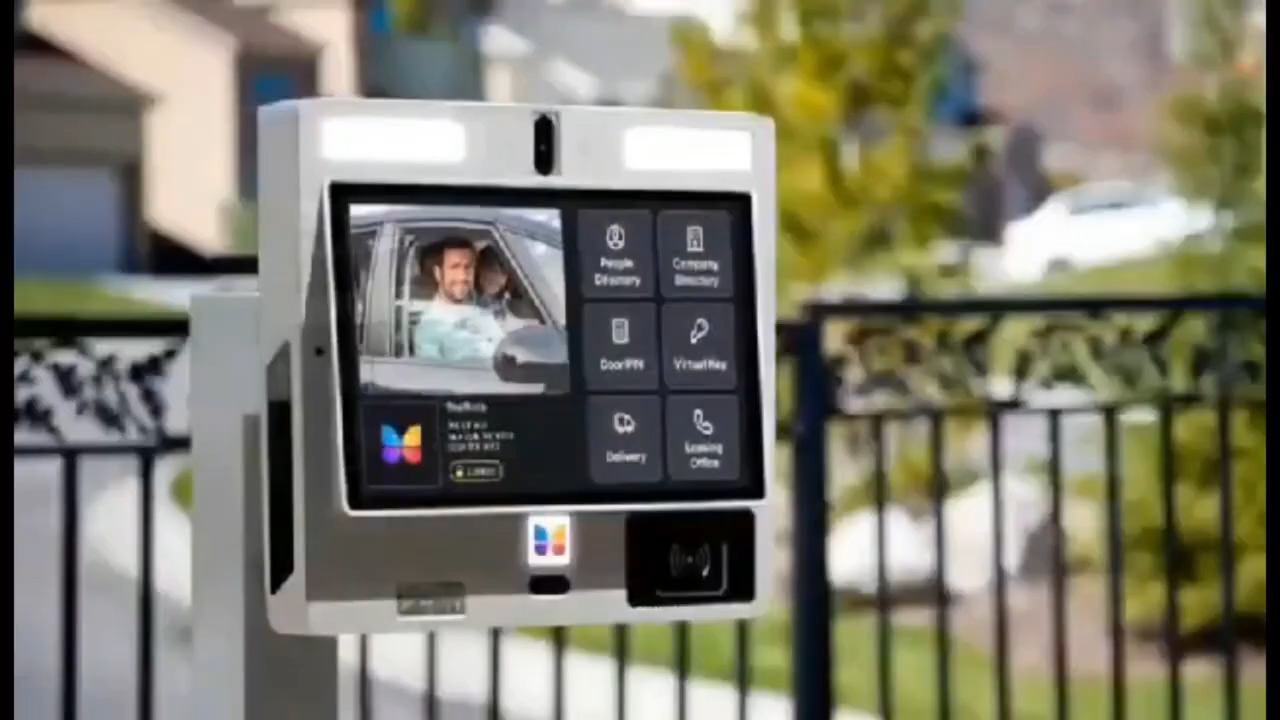 People
Directory
Company
Directory
Door PIN
Virtual Key
Delivery
Leasing
Office